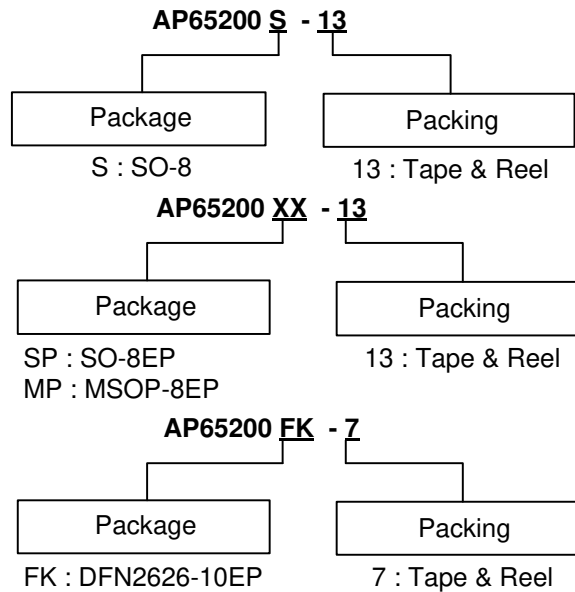 AP65200 S - 13
Package Packing
S : SO-8 13 : Tape & Reel
AP65200 XX - 13
Package Packing
SP : SO-8EP 13 : Tape & Reel
MP : MSOP-8EP
AP65200 FK - 7
Package Packing
FK : DFN2626-10EP 7 : Tape & Reel